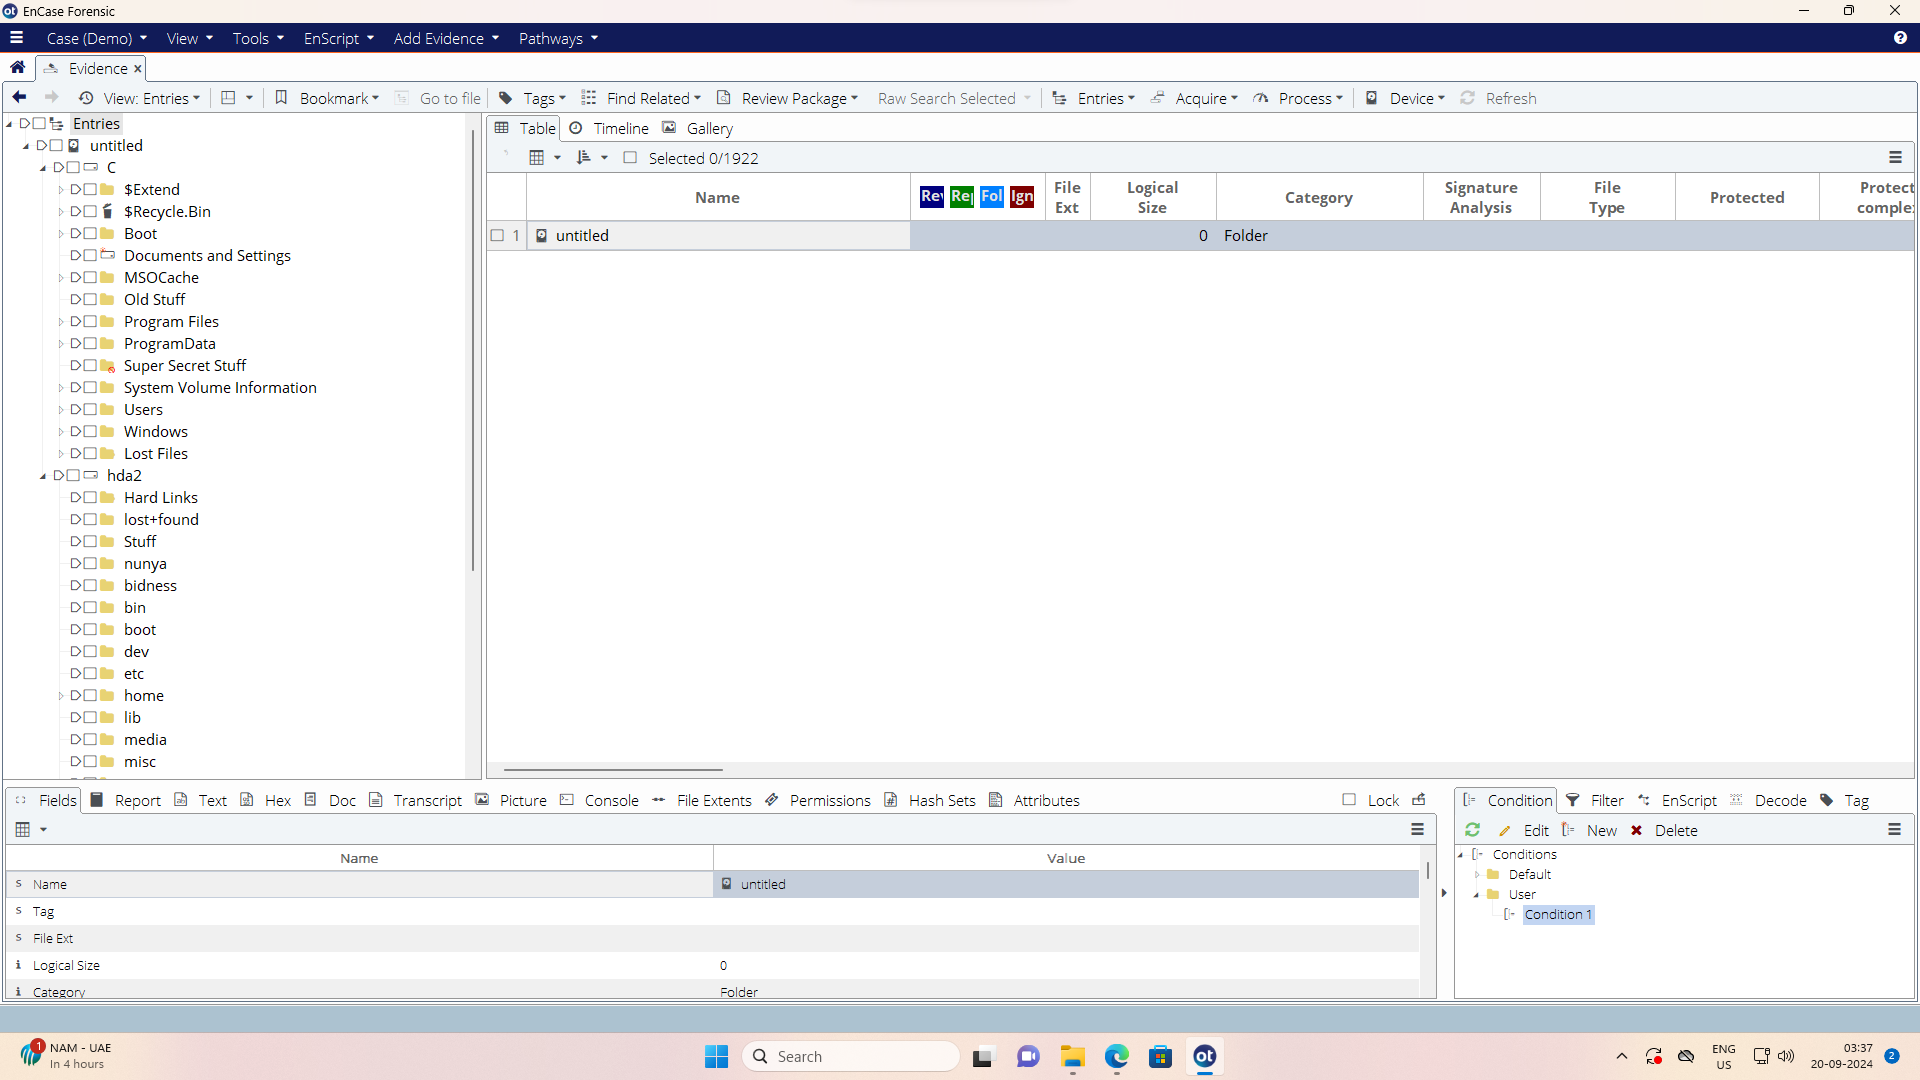 EnCase Forensic
Case (Demo) View Tools EnScript Add Evidence Pathways
Evidence
View: Entries Bookmark Go to file Tags Find Related Review Package Raw Search Selected Entries Acquire Process Device Refresh
Entries
untitled
C
$Extend
$Recycle.Bin
Boot
Documents and Settings
MSOCache
Old Stuff
Program Files
ProgramData
Super Secret Stuff
System Volume Information
Users
Windows
Lost Files
hda2
Hard Links
lost+found
Stuff
nunya
bidness
bin
boot
dev
etc
home
lib
media
misc
Table Timeline Gallery
Selected 0/1922
Name Rev Rep Fol Ign File Ext Logical Size Category Signature Analysis File Type Protected Protect comple
1 untitled 0 Folder
Fields Report Text Hex Doc Transcript Picture Console File Extents Permissions Hash Sets Attributes Lock
Name Value
Name untitled
Tag
File Ext
Logical Size 0
Category Folder
Condition Filter EnScript Decode Tag
Edit New Delete
Conditions
Default
User
Condition 1
1 NAM - UAE
In 4 hours
Search
ot
ENG
US
03:37
20-09-2024
2